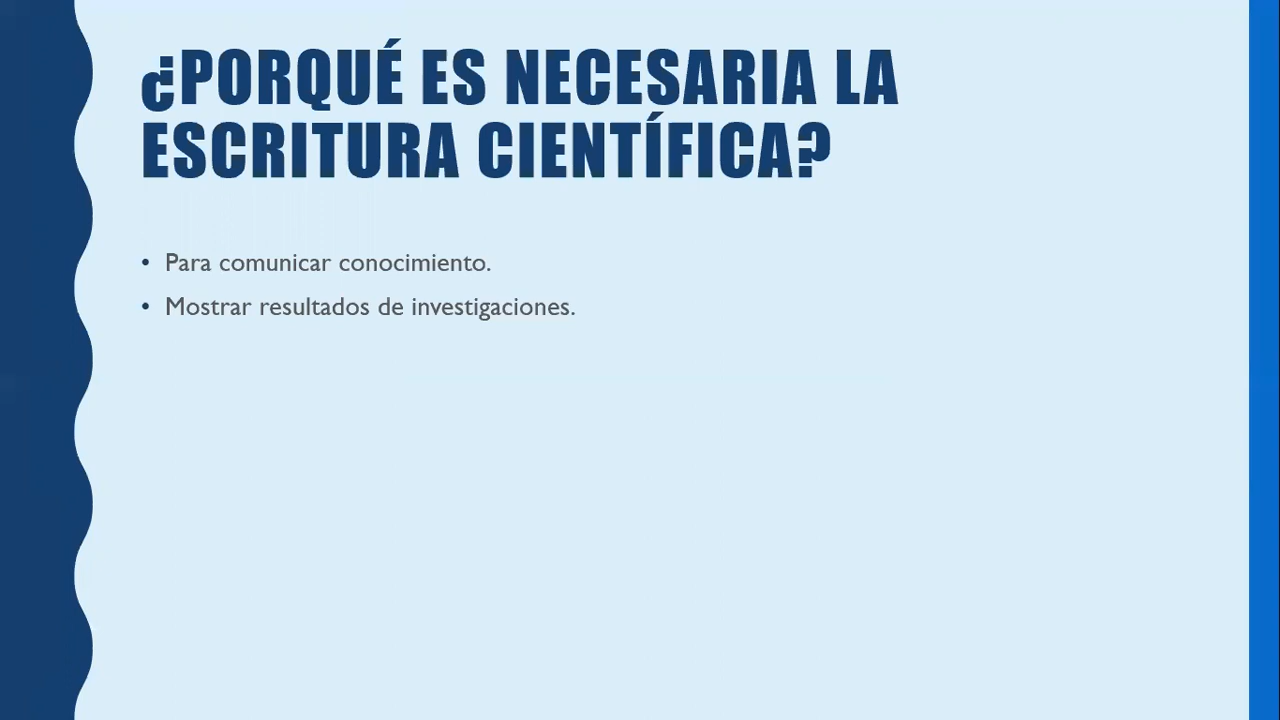 ¿PORQUÉ ES NECESARIA LA
ESCRITURA CIENTÍFICA?
• Para comunicar conocimiento.
• Mostrar resultados de investigaciones.